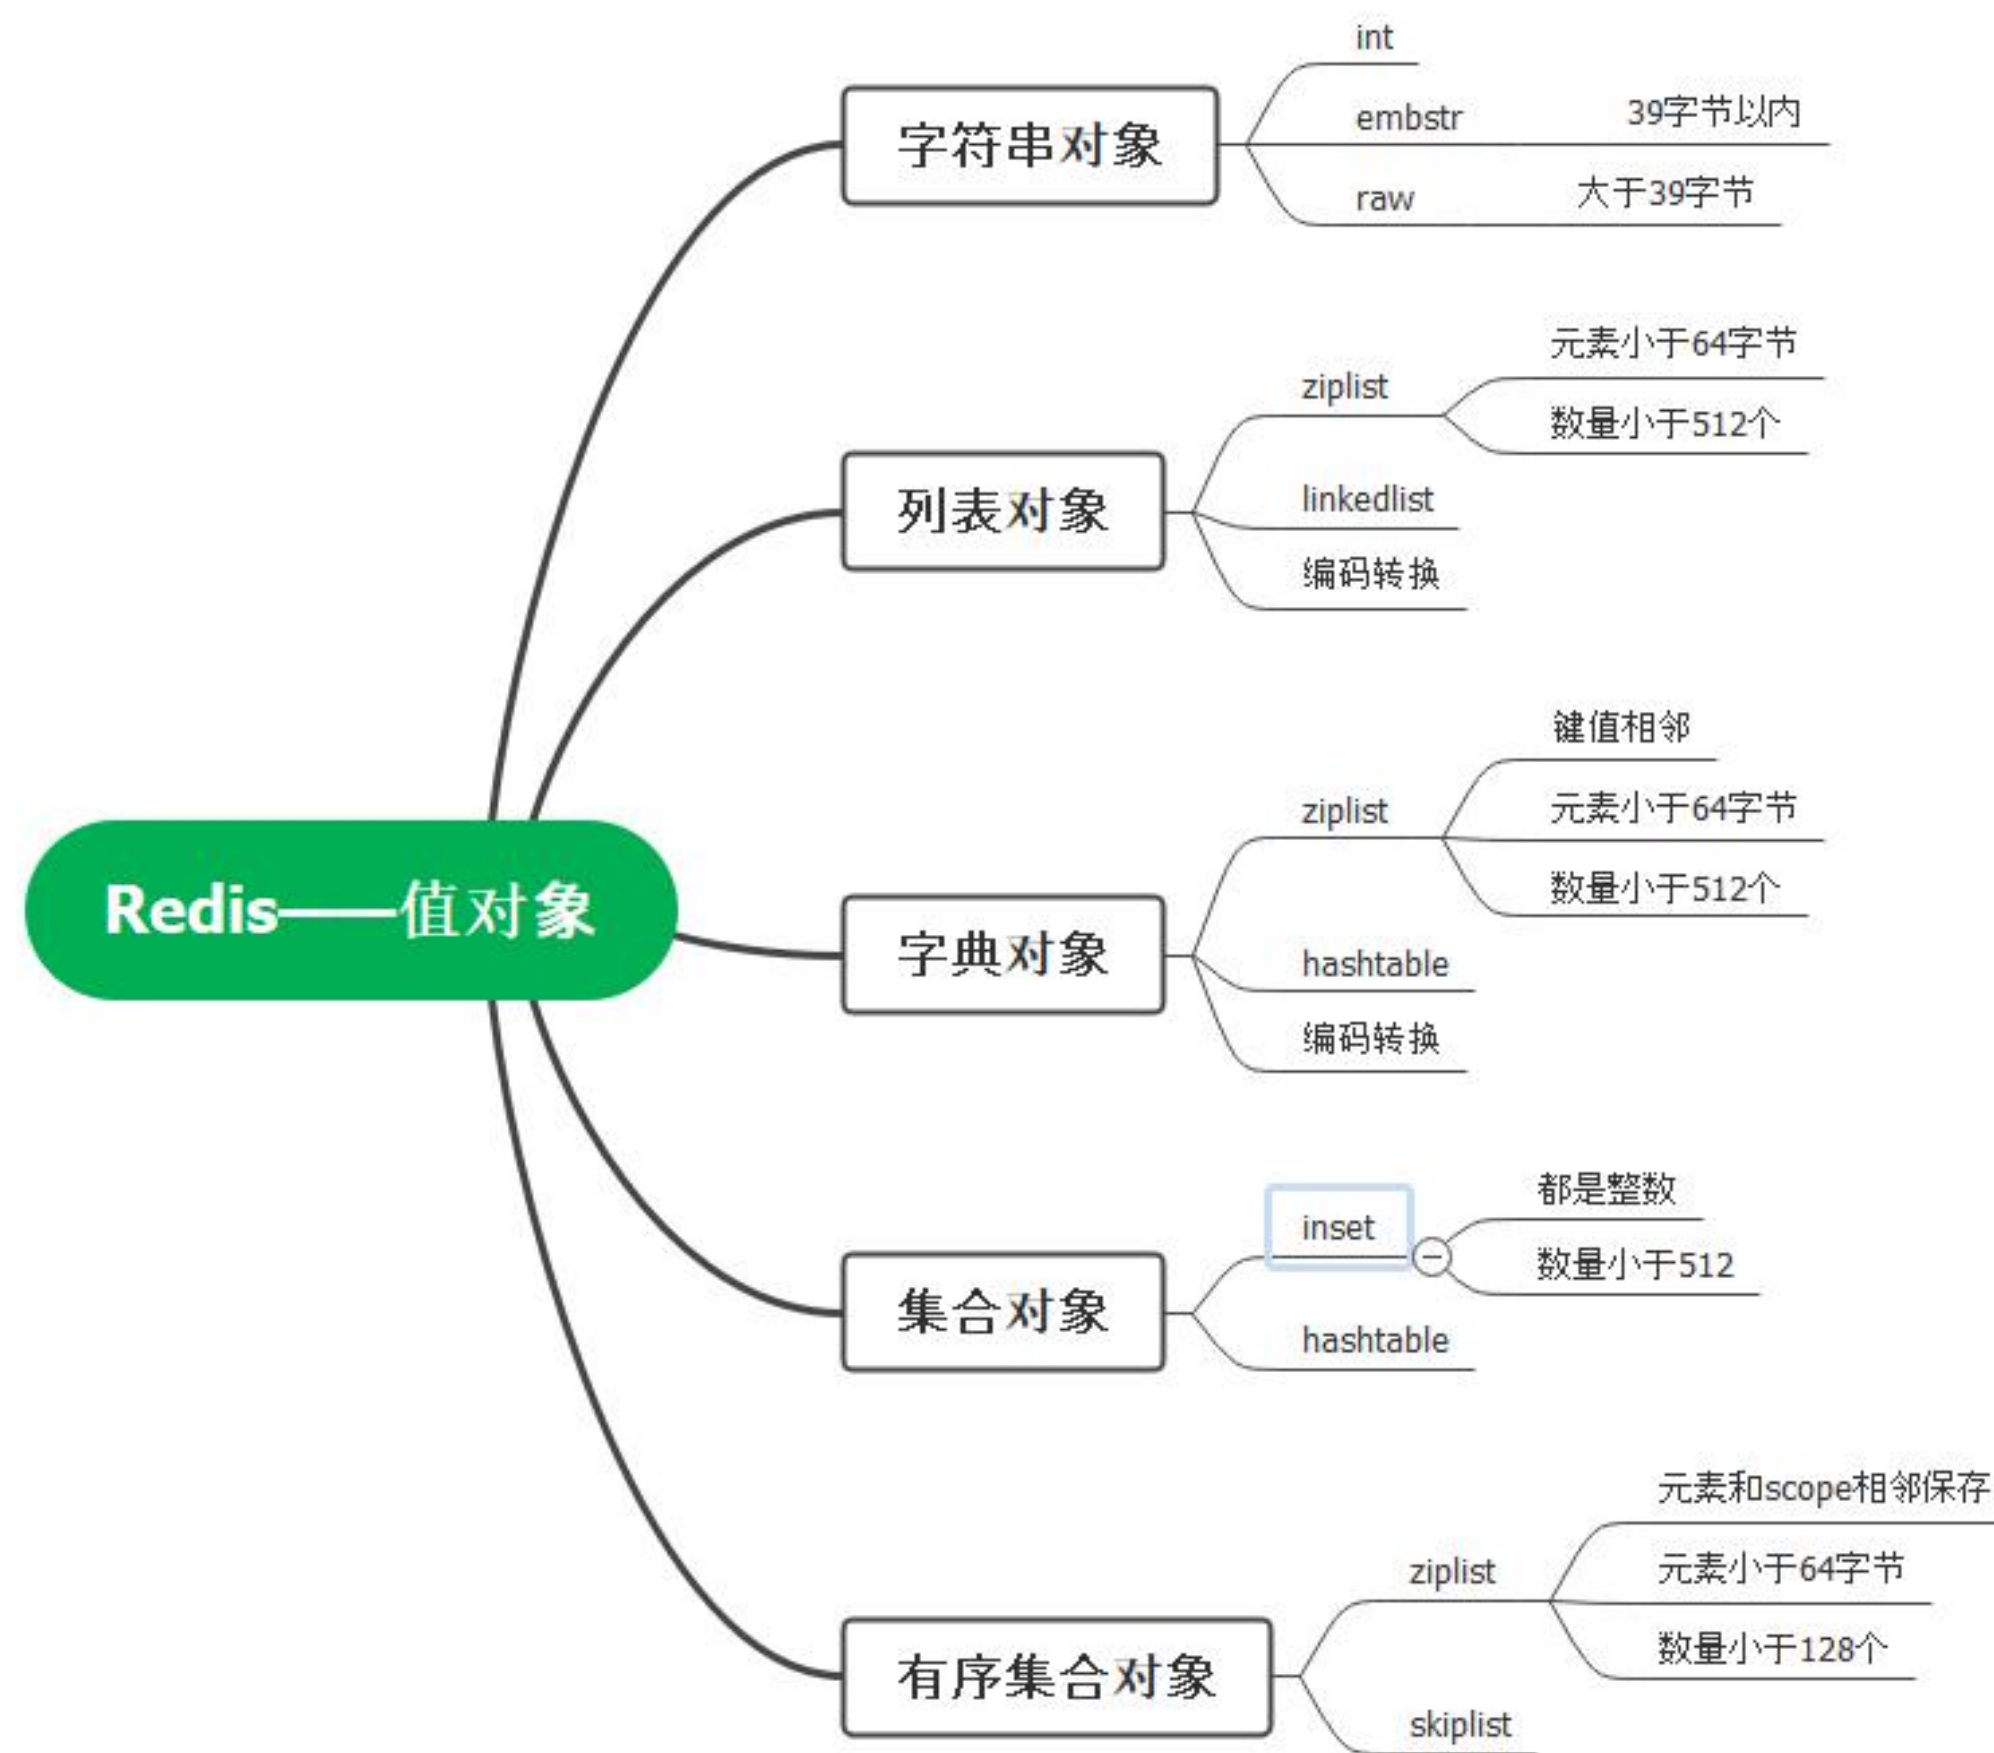 Redis——值对象
字符串对象
int
embstr
39字节以内
raw
大于39字节
列表对象
ziplist
元素小于64字节
数量小于512个
linkedlist
编码转换
字典对象
ziplist
键值相邻
元素小于64字节
数量小于512个
hashtable
编码转换
集合对象
inset
都是整数
数量小于512
hashtable
有序集合对象
ziplist
元素和scope相邻保存
元素小于64字节
数量小于128个
skiplist